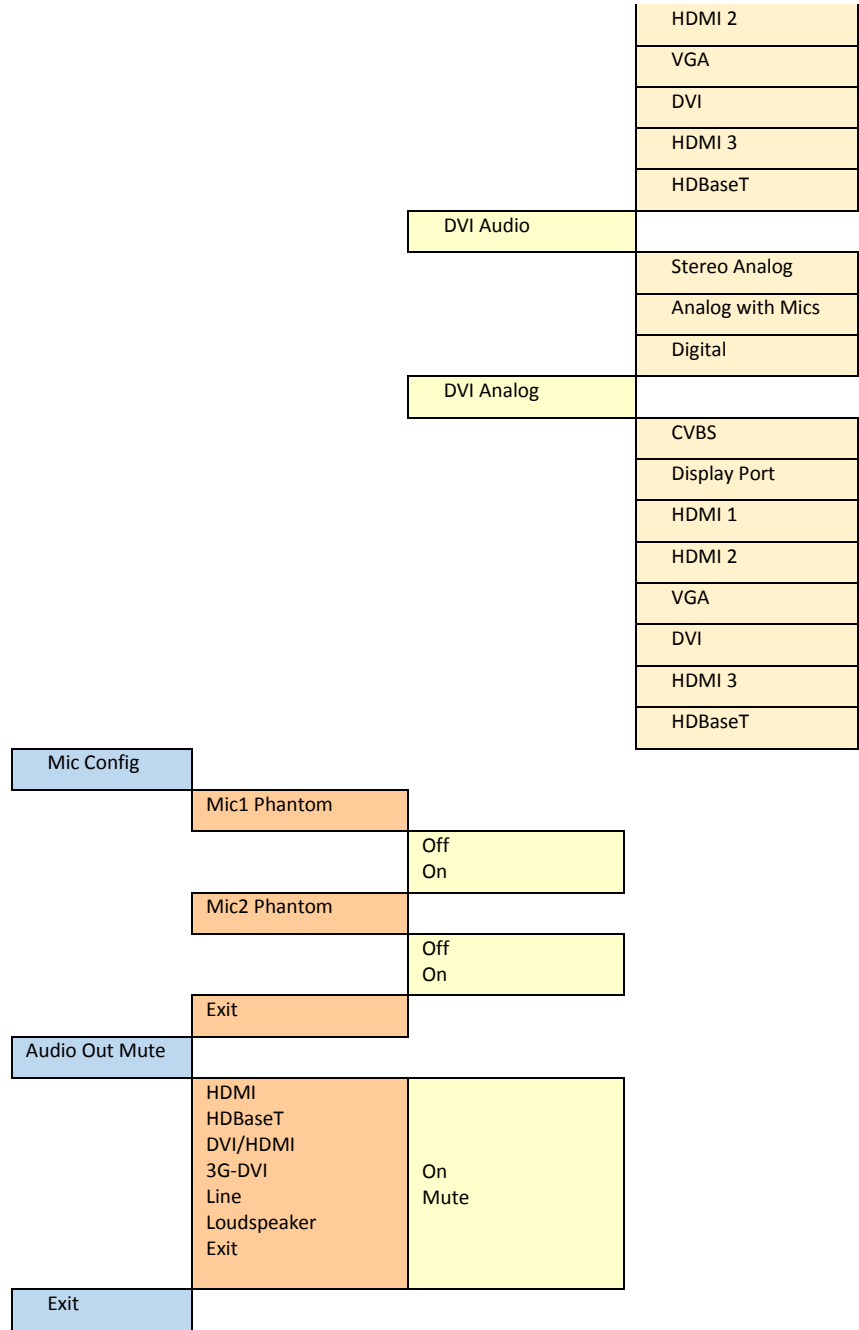 HDMI 2
VGA
DVI
HDMI 3
HDBaseT
DVI Audio
Stereo Analog
Analog with Mics
Digital
DVI Analog
CVBS
Display Port
HDMI 1
HDMI 2
VGA
DVI
HDMI 3
HDBaseT
Mic Config
Mic1 Phantom
Off
On
Mic2 Phantom
Off
On
Exit
Audio Out Mute
HDMI
HDBaseT
DVI/HDMI
3G-DVI
Line
Loudspeaker
Exit
On
Mute
Exit